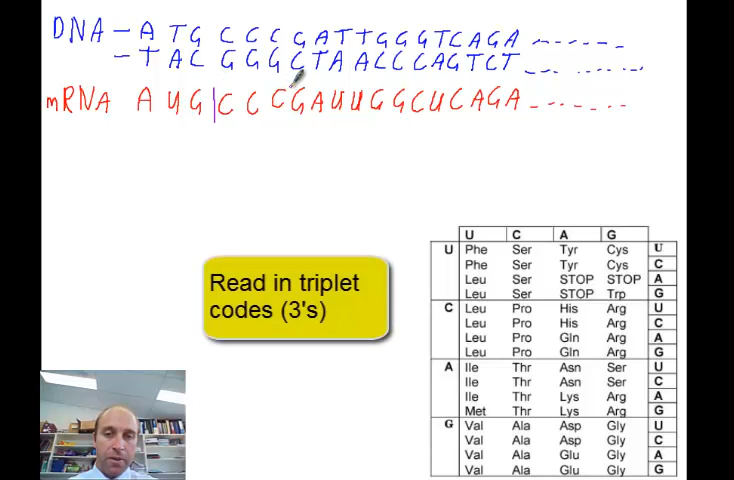 DNA - A T G C C C G A T T G G G T C A G A
- T A C G G G C T A A C C C A G T C T
mRNA A U G | C C C G A U U G G C U C A G A
Read in triplet
codes (3's)
U C A G
U Phe Ser Tyr Cys U
Phe Ser Tyr Cys C
Leu Ser STOP STOP A
Leu Ser STOP Trp G
C Leu Pro His Arg U
Leu Pro His Arg C
Leu Pro Gln Arg A
Leu Pro Gln Arg G
A Ile Thr Asn Ser U
Ile Thr Asn Ser C
Ile Thr Lys Arg A
Met Thr Lys Arg G
G Val Ala Asp Gly U
Val Ala Asp Gly C
Val Ala Glu Gly A
Val Ala Glu Gly G